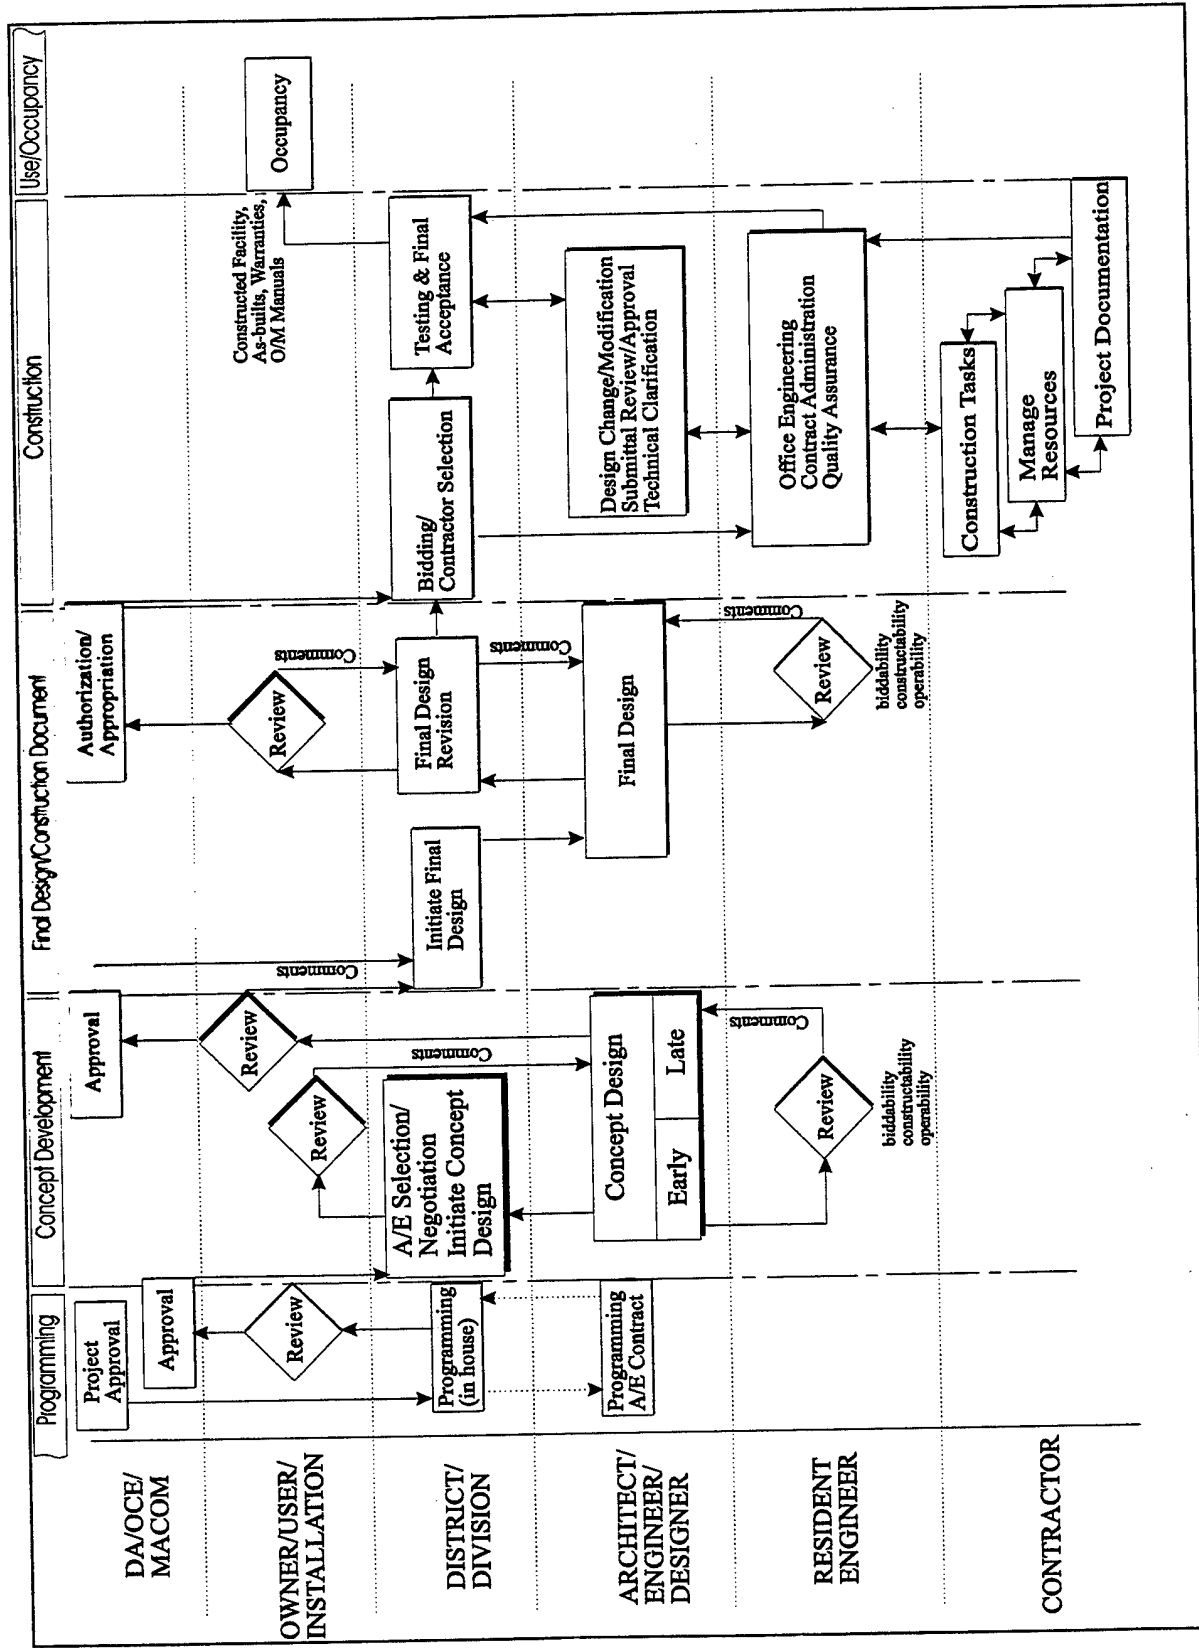 Programming
Concept Development
Final Design/Construction Document
Construction
Use/Occupancy
DA/OCE/
MACOM
Project
Approval
Approval
Approval
Authorization/
Appropriation
OWNER/USER/
INSTALLATION
Review
Review
Review
Comments
Comments
Review
Comments
Constructed Facility,
As-builts, Warranties,
O/M Manuals
Occupancy
DISTRICT/
DIVISION
Programming
(in house)
A/E Selection/
Negotiation
Initiate Concept
Design
Initiate Final
Design
Final Design
Revision
Comments
Bidding/
Contractor Selection
Testing & Final
Acceptance
ARCHITECT/
ENGINEER/
DESIGNER
Programming
A/E Contract
Concept Design
Early
Late
Final Design
Design Change/Modification
Submittal Review/Approval
Technical Clarification
RESIDENT
ENGINEER
Review
Comments
biddability
constructability
operability
Review
Comments
biddability
constructability
operability
Office Engineering
Contract Administration
Quality Assurance
CONTRACTOR
Construction Tasks
Manage
Resources
Project Documentation